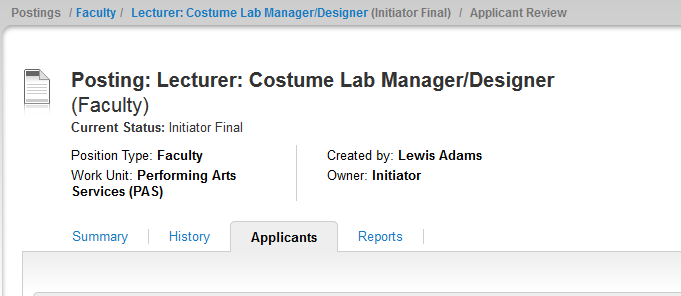 Postings / Faculty / Lecturer: Costume Lab Manager/Designer (Initiator Final) / Applicant Review
Posting: Lecturer: Costume Lab Manager/Designer
(Faculty)
Current Status: Initiator Final
Position Type: Faculty
Work Unit: Performing Arts
Services (PAS)
Created by: Lewis Adams
Owner: Initiator
Summary History Applicants Reports